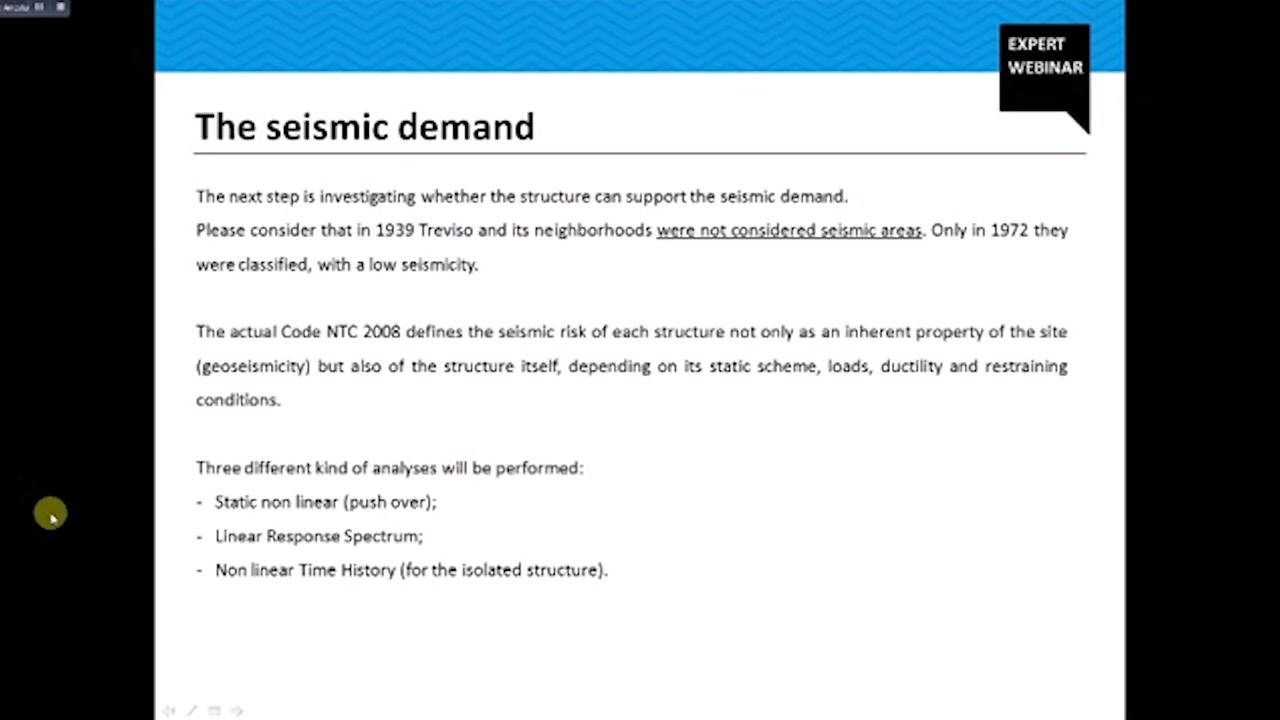 EXPERT
WEBINAR
The seismic demand
The next step is investigating whether the structure can support the seismic demand.
Please consider that in 1939 Treviso and its neighborhoods were not considered seismic areas. Only in 1972 they
were classified, with a low seismicity.
The actual Code NTC 2008 defines the seismic risk of each structure not only as an inherent property of the site
(geoseismicity) but also of the structure itself, depending on its static scheme, loads, ductility and restraining
conditions.
Three different kind of analyses will be performed:
- Static non linear (push over);
- Linear Response Spectrum;
- Non linear Time History (for the isolated structure).